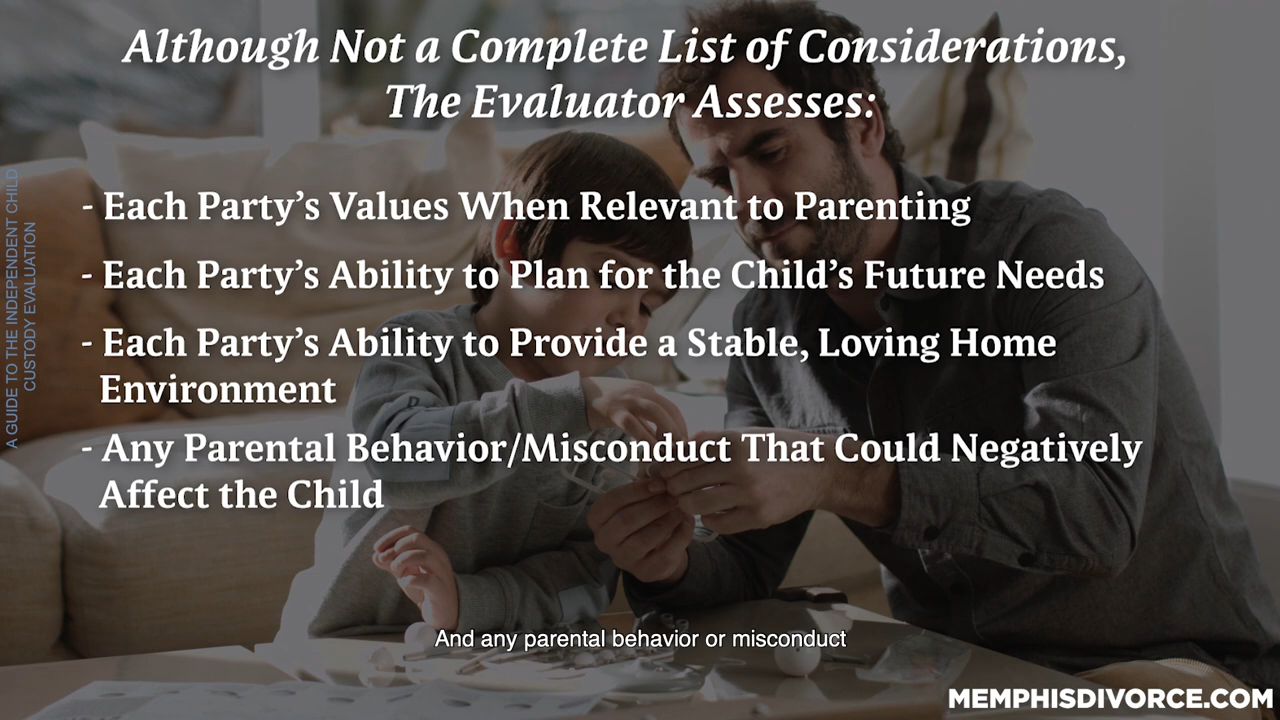 Although Not a Complete List of Considerations,
The Evaluator Assesses:
- Each Party’s Values When Relevant to Parenting
- Each Party’s Ability to Plan for the Child’s Future Needs
- Each Party’s Ability to Provide a Stable, Loving Home
Environment
- Any Parental Behavior/Misconduct That Could Negatively
Affect the Child
A GUIDE TO THE INDEPENDENT CHILD
CUSTODY EVALUATION
And any parental behavior or misconduct
MEMPHISDIVORCE.COM